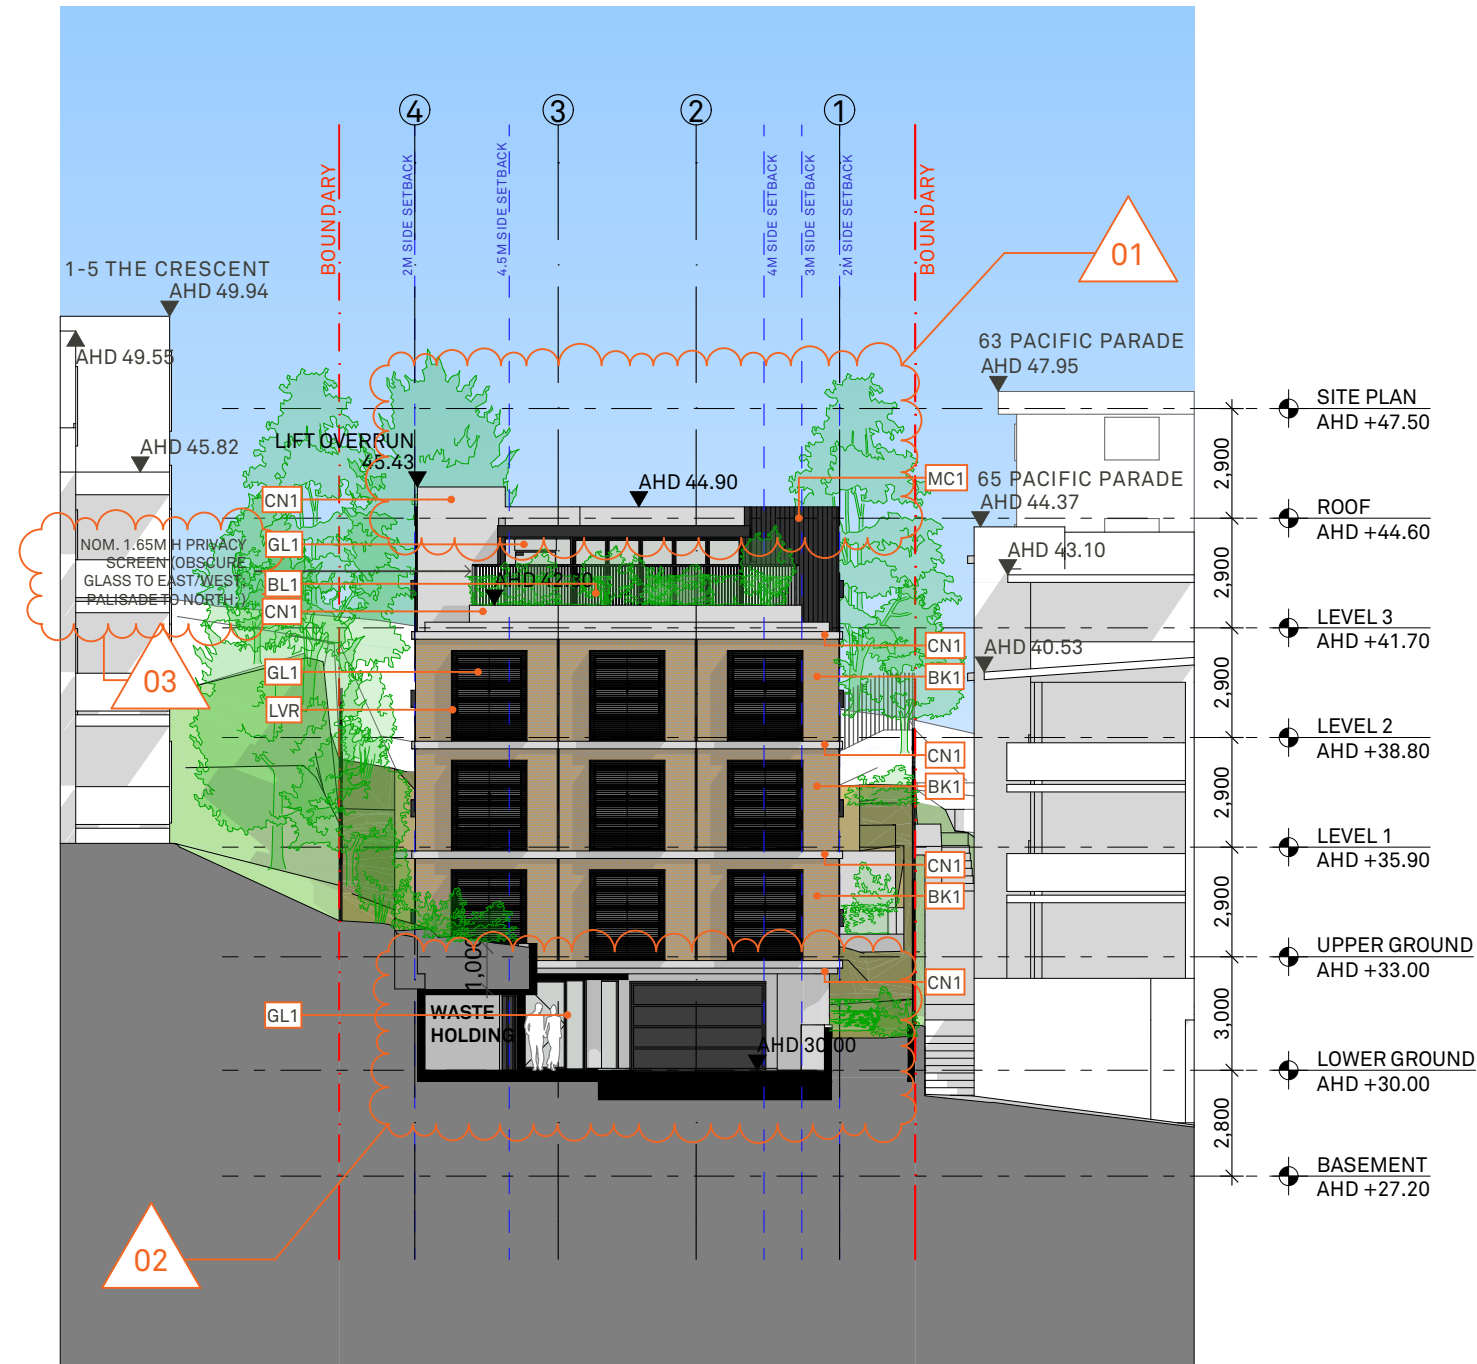 4
3
2
1
BOUNDARY
2M SIDE SETBACK
4.5M SIDE SETBACK
4M SIDE SETBACK
3M SIDE SETBACK
2M SIDE SETBACK
BOUNDARY
01
1-5 THE CRESCENT
AHD 49.94
AHD 49.55
AHD 45.82
63 PACIFIC PARADE
AHD 47.95
LIFT OVERRUN
45.43
AHD 44.90
CN1
MC1
65 PACIFIC PARADE
AHD 44.37
AHD 43.10
NOM. 1.65M H PRIVACY
SCREEN (OBSCURE
GLASS TO EAST/WEST.
PALISADE TO NORTH.)
GL1
BL1
CN1
AHD 42.30
03
GL1
LVR
CN1
BK1
AHD 40.53
CN1
BK1
CN1
BK1
CN1
GL1
WASTE
HOLDING
AHD 30.00
02
SITE PLAN
AHD +47.50
2,900
ROOF
AHD +44.60
2,900
LEVEL 3
AHD +41.70
2,900
LEVEL 2
AHD +38.80
2,900
LEVEL 1
AHD +35.90
2,900
UPPER GROUND
AHD +33.00
3,000
LOWER GROUND
AHD +30.00
2,800
BASEMENT
AHD +27.20